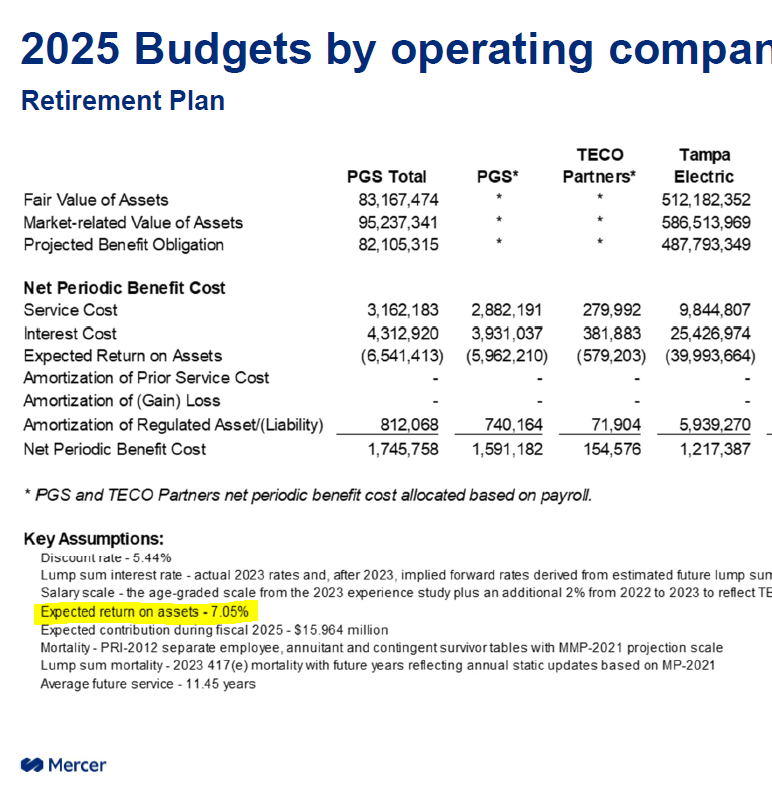 2025 Budgets by operating compan
Retirement Plan
PGS Total PGS* TECO Partners* Tampa Electric
Fair Value of Assets 83,167,474 * * 512,182,352
Market-related Value of Assets 95,237,341 * * 586,513,969
Projected Benefit Obligation 82,105,315 * * 487,793,349
Net Periodic Benefit Cost
Service Cost 3,162,183 2,882,191 279,992 9,844,807
Interest Cost 4,312,920 3,931,037 381,883 25,426,974
Expected Return on Assets (6,541,413) (5,962,210) (579,203) (39,993,664)
Amortization of Prior Service Cost - - - -
Amortization of (Gain) Loss - - - -
Amortization of Regulated Asset/(Liability) 812,068 740,164 71,904 5,939,270
Net Periodic Benefit Cost 1,745,758 1,591,182 154,576 1,217,387
* PGS and TECO Partners net periodic benefit cost allocated based on payroll.
Key Assumptions:
Discount rate - 5.44%
Lump sum interest rate - actual 2023 rates and, after 2023, implied forward rates derived from estimated future lump sum
Salary scale - the age-graded scale from the 2023 experience study plus an additional 2% from 2022 to 2023 to reflect TE
Expected return on assets - 7.05%
Expected contribution during fiscal 2025 - $15.964 million
Mortality - PRI-2012 separate employee, annuitant and contingent survivor tables with MMP-2021 projection scale
Lump sum mortality - 2023 417(e) mortality with future years reflecting annual static updates based on MP-2021
Average future service - 11.45 years
Mercer